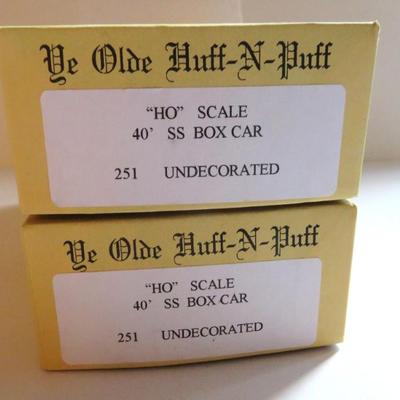 Ye Olde Huff-N-Puff
"HO" SCALE
40' SS BOX CAR
251 UNDECORATED
Ye Olde Huff-N-Puff
"HO" SCALE
40' SS BOX CAR
251 UNDECORATED